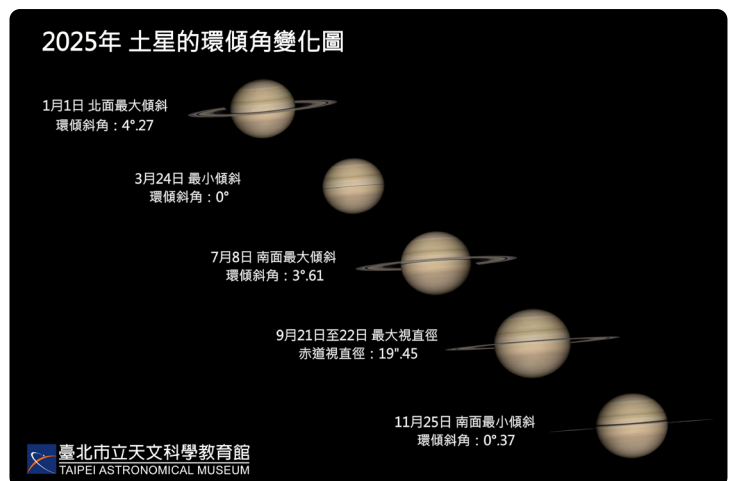 2025年 土星的環傾角變化圖
1月1日 北面最大傾斜
環傾斜角：4°.27
3月24日 最小傾斜
環傾斜角：0°
7月8日 南面最大傾斜
環傾斜角：3°.61
9月21日至22日 最大視直徑
赤道視直徑：19".45
11月25日 南面最小傾斜
環傾斜角：0°.37
臺北市立天文科學教育館
TAIPEI ASTRONOMICAL MUSEUM